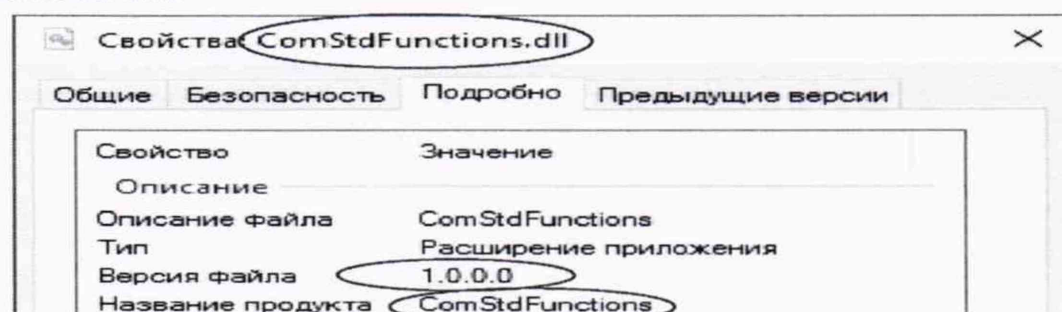 Свойства: ComStdFunctions.dll
Общие Безопасность Подробно Предыдущие версии
Свойство Значение
Описание
Описание файла ComStdFunctions
Тип Расширение приложения
Версия файла 1.0.0.0
Название продукта ComStdFunctions